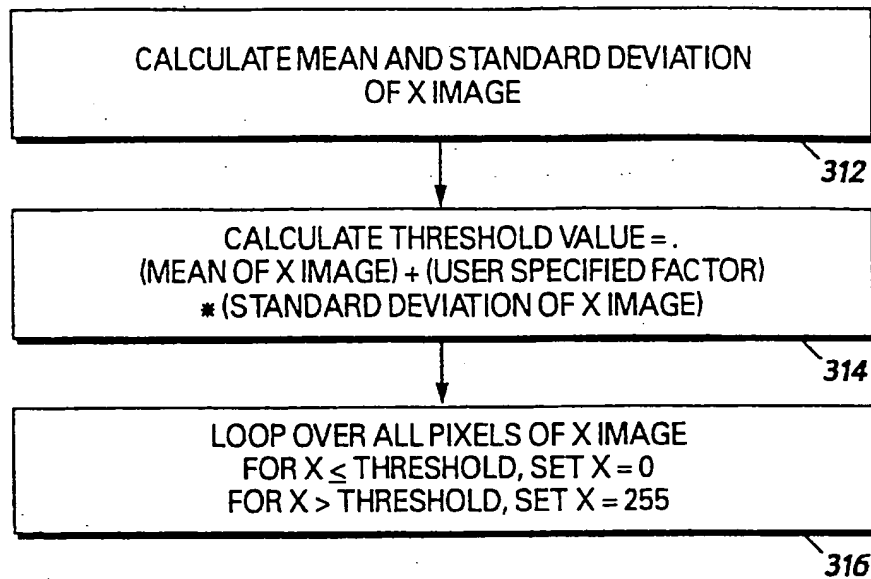 CALCULATE MEAN AND STANDARD DEVIATION
OF X IMAGE
312
CALCULATE THRESHOLD VALUE = .
(MEAN OF X IMAGE) + (USER SPECIFIED FACTOR)
* (STANDARD DEVIATION OF X IMAGE)
314
LOOP OVER ALL PIXELS OF X IMAGE
FOR X ≤ THRESHOLD, SET X = 0
FOR X > THRESHOLD, SET X = 255
316